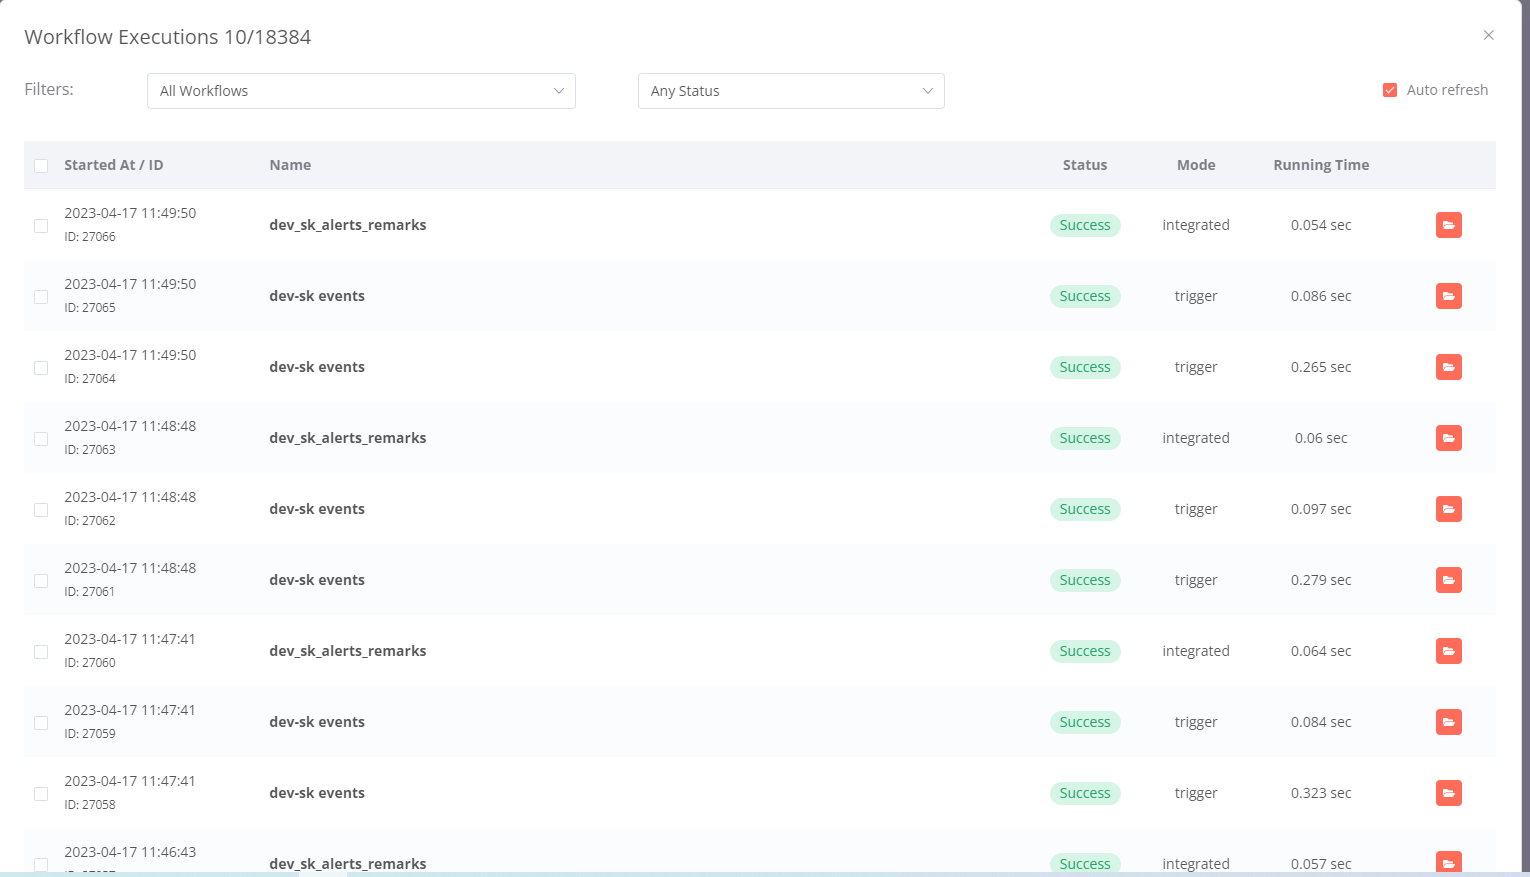 Workflow Executions 10/18384
Filters: All Workflows Any Status Auto refresh
Started At / ID Name Status Mode Running Time
2023-04-17 11:49:50
ID: 27066
dev_sk_alerts_remarks Success integrated 0.054 sec
2023-04-17 11:49:50
ID: 27065
dev-sk events Success trigger 0.086 sec
2023-04-17 11:49:50
ID: 27064
dev-sk events Success trigger 0.265 sec
2023-04-17 11:48:48
ID: 27063
dev_sk_alerts_remarks Success integrated 0.06 sec
2023-04-17 11:48:48
ID: 27062
dev-sk events Success trigger 0.097 sec
2023-04-17 11:48:48
ID: 27061
dev-sk events Success trigger 0.279 sec
2023-04-17 11:47:41
ID: 27060
dev_sk_alerts_remarks Success integrated 0.064 sec
2023-04-17 11:47:41
ID: 27059
dev-sk events Success trigger 0.084 sec
2023-04-17 11:47:41
ID: 27058
dev-sk events Success trigger 0.323 sec
2023-04-17 11:46:43
dev_sk_alerts_remarks Success integrated 0.057 sec